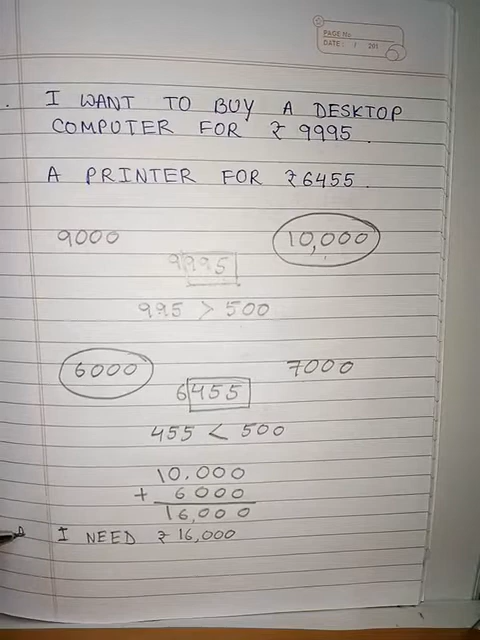 PAGE No.
DATE: / 201
. I WANT TO BUY A DESKTOP
COMPUTER FOR ₹ 9995.
A PRINTER FOR ₹6455.
9000 10,000
9995
995 > 500
6000 7000
6455
455 < 500
10,000
+ 6000
16,000
I NEED ₹ 16,000